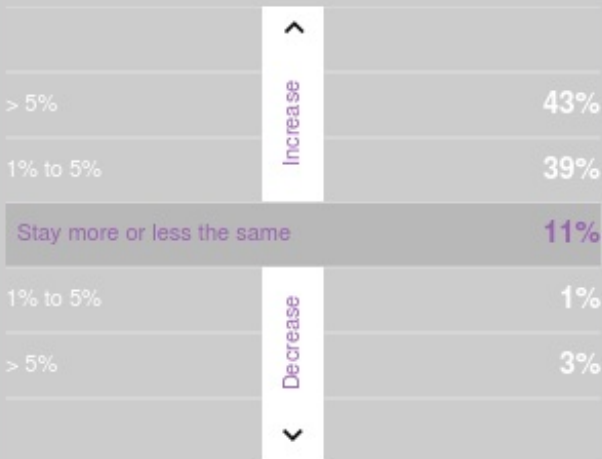 > 5%
43%
Increase
1% to 5%
39%
Stay more or less the same
11%
1% to 5%
1%
Decrease
> 5%
3%